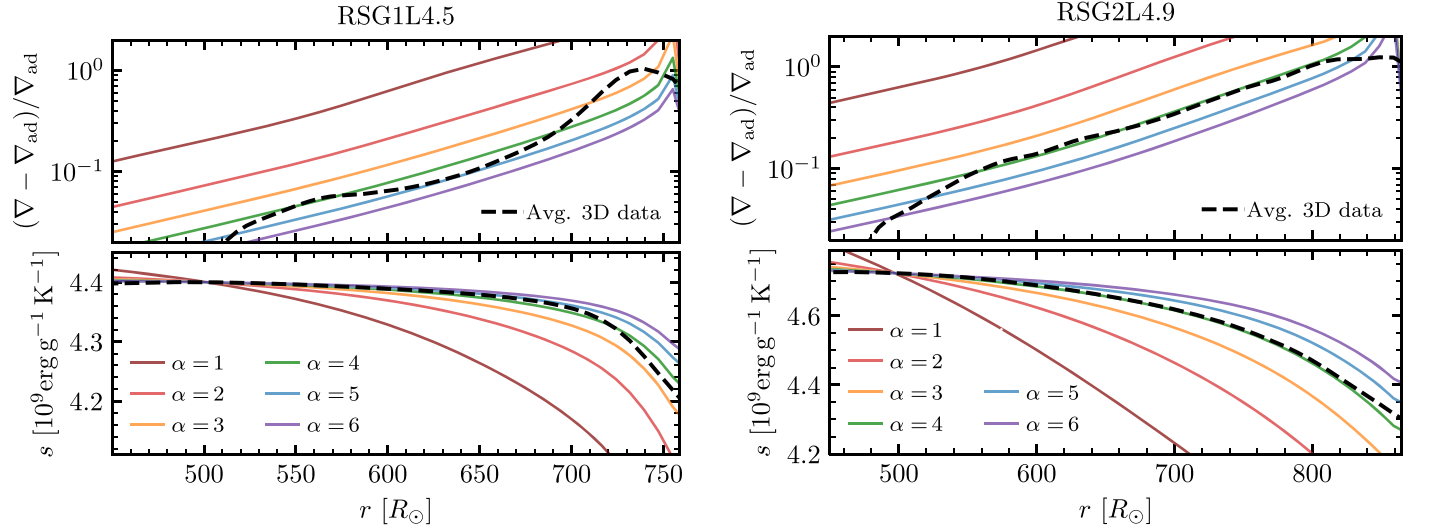 RSG1L4.5
(∇ − ∇ad)/∇ad
10⁰
10⁻¹
Avg. 3D data
s [10⁹erg g⁻¹ K⁻¹]
4.4
4.3
4.2
α = 1
α = 2
α = 3
α = 4
α = 5
α = 6
500 550 600 650 700 750
r [R⊙]
RSG2L4.9
(∇ − ∇ad)/∇ad
10⁰
10⁻¹
Avg. 3D data
s [10⁹erg g⁻¹ K⁻¹]
4.6
4.4
4.2
α = 1
α = 2
α = 3
α = 4
α = 5
α = 6
500 600 700 800
r [R⊙]